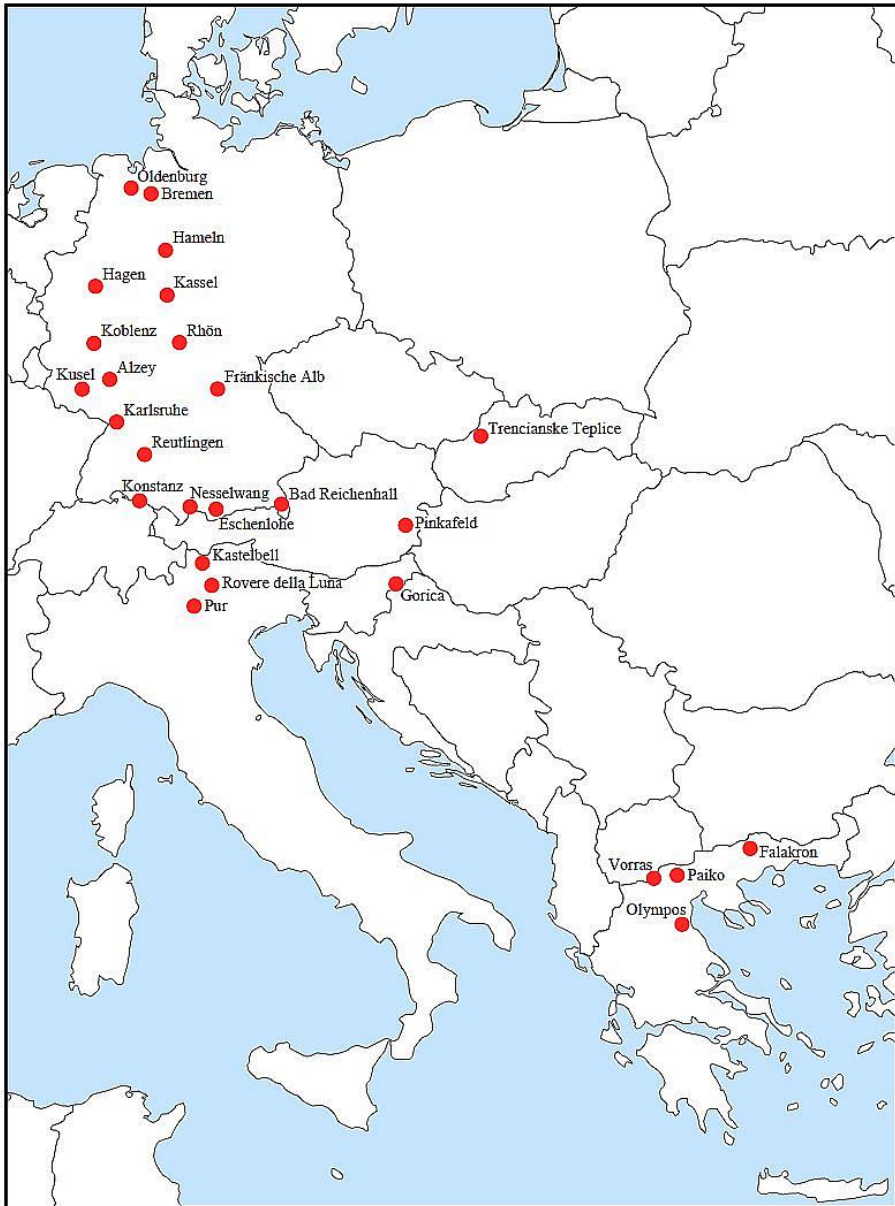 Oldenburg
Bremen
Hameln
Hagen
Kassel
Koblenz
Rhön
Kusel
Alzey
Fränkische Alb
Karlsruhe
Trencianske Teplice
Reutlingen
Konstanz
Nesselwang
Bad Reichenhall
Eschenlohe
Pinkafeld
Kastelbell
Rovere della Luna
Gorica
Pur
Falakron
Vorras
Paiko
Olympos